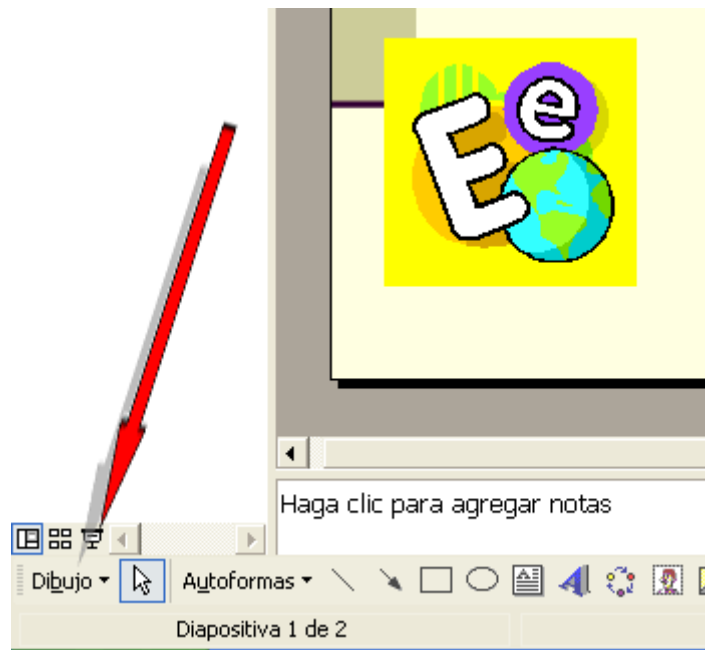 E e
Haga clic para agregar notas
Dibujo Autoformas
Diapositiva 1 de 2